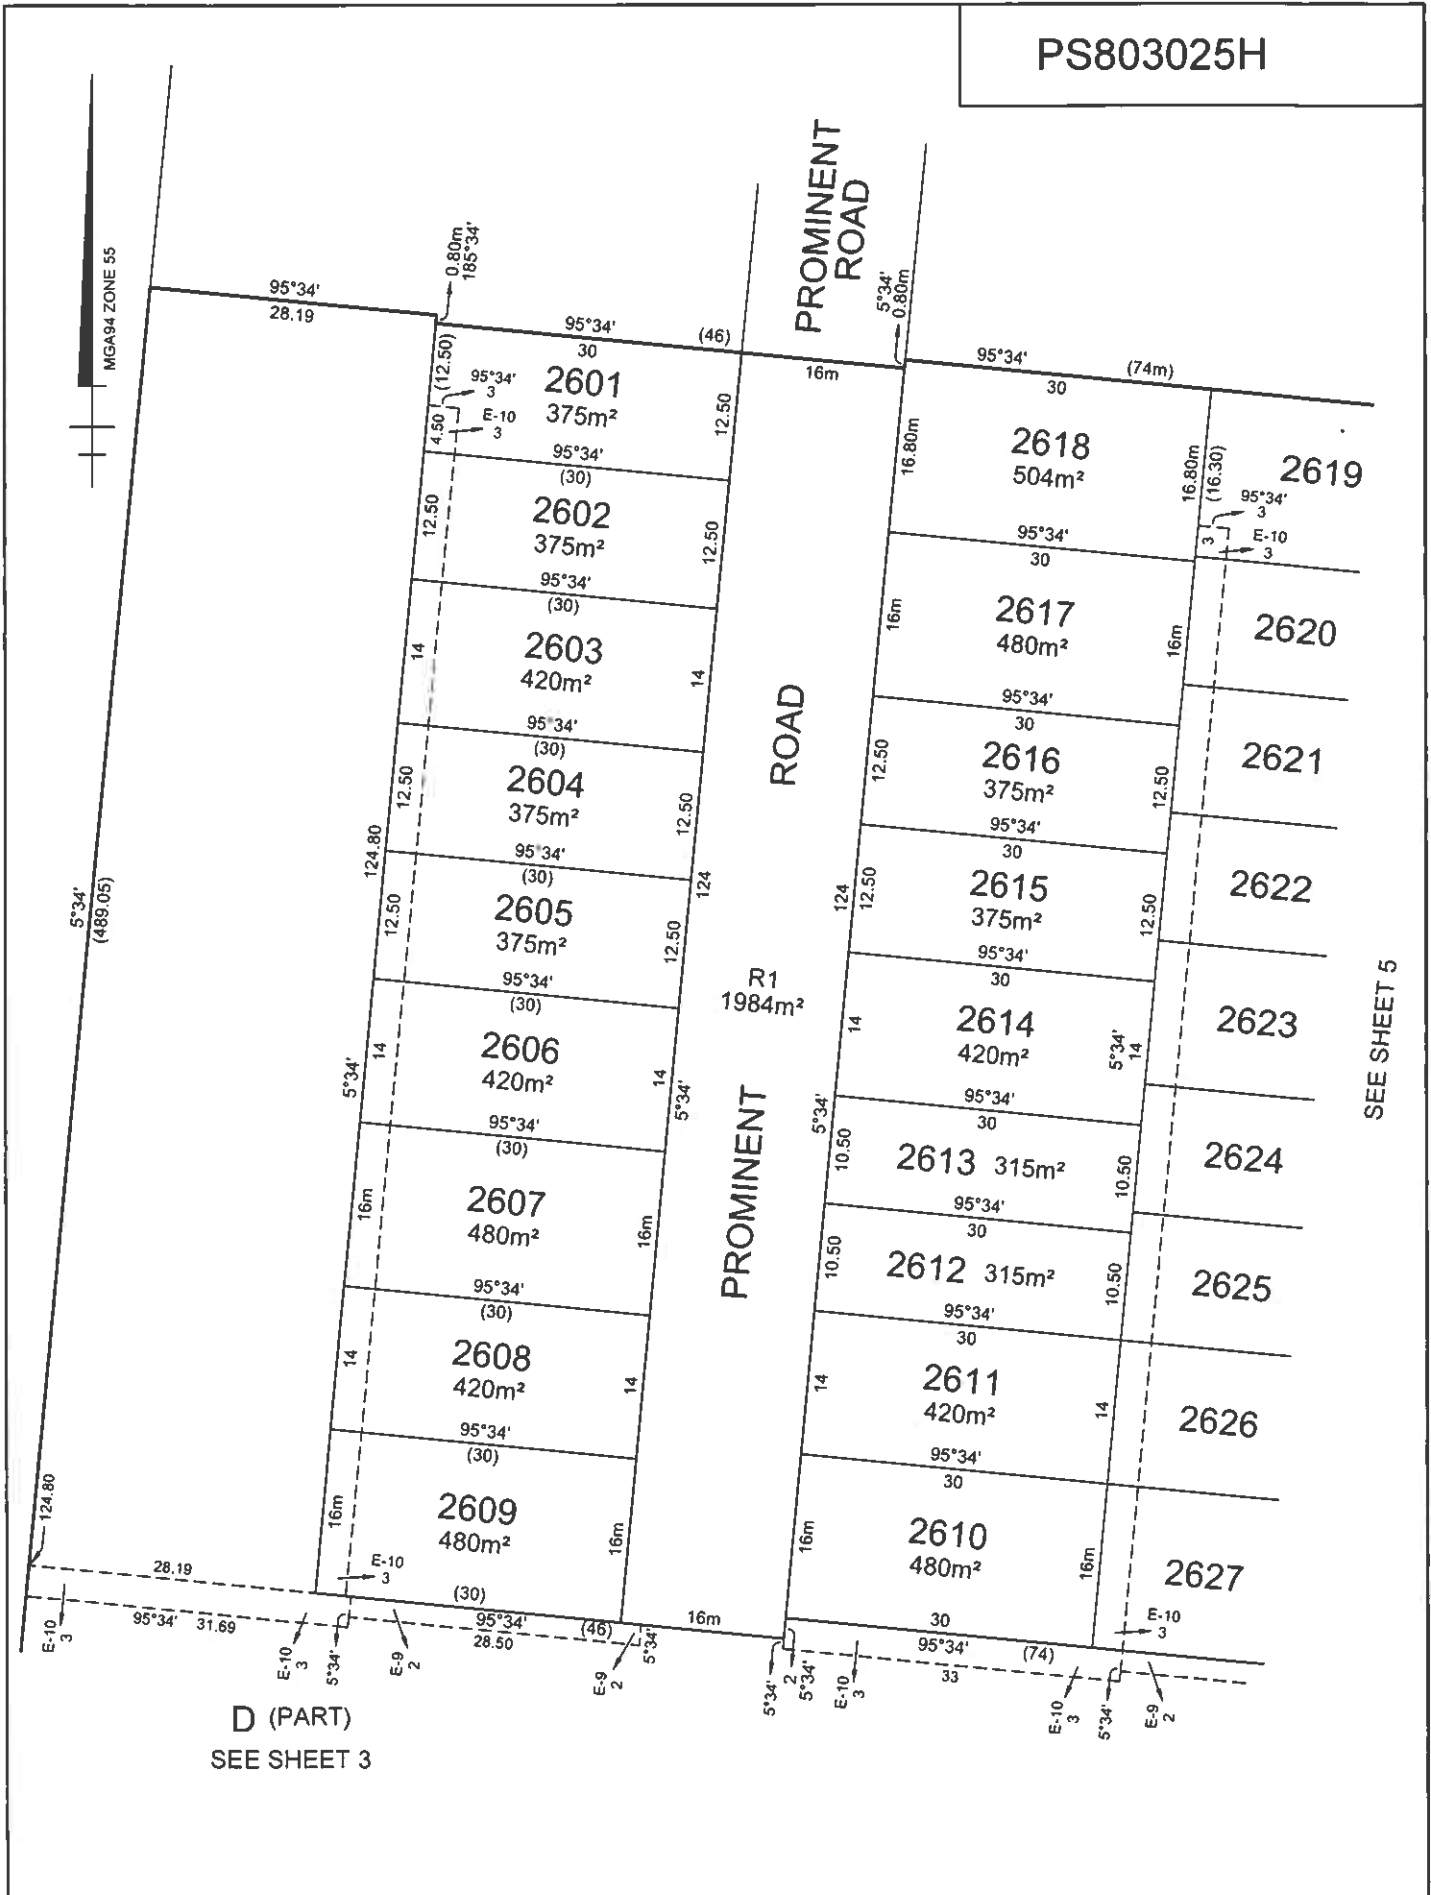 PS803025H
MGA94 ZONE 55
PROMINENT
ROAD
0.80m
185°34'
5°34'
0.80m
95°34'
28.19
95°34'
(46)
30
16m
95°34'
(74m)
30
(12.50)
95°34'
3
4.50
E-10
3
2601
375m²
12.50
95°34'
(30)
12.50
2602
375m²
12.50
95°34'
(30)
14
2603
420m²
14
95°34'
(30)
12.50
2604
375m²
12.50
124.80
95°34'
(30)
124
12.50
2605
375m²
12.50
95°34'
(30)
14
2606
420m²
14
5°34'
5°34'
95°34'
(30)
16m
2607
480m²
16m
95°34'
(30)
14
2608
420m²
14
95°34'
(30)
16m
2609
480m²
16m
E-10
3
(30)
5°34'
(489.05)
124.80
ROAD
R1
1984m²
PROMINENT
16.80m
2618
504m²
16.80m
(16.30)
95°34'
3
3
E-10
3
2619
95°34'
30
16m
2617
480m²
16m
2620
95°34'
30
12.50
2616
375m²
12.50
2621
95°34'
30
124
12.50
2615
375m²
12.50
2622
95°34'
30
14
2614
420m²
5°34'
14
2623
5°34'
95°34'
30
10.50
2613 315m²
10.50
2624
95°34'
30
10.50
2612 315m²
10.50
2625
95°34'
30
14
2611
420m²
14
2626
95°34'
30
16m
2610
480m²
16m
2627
E-10
3
SEE SHEET 5
28.19
95°34'
31.69
E-10
3
E-10
3
5°34'
95°34'
28.50
(46)
E-9
2
E-9
2
5°34'
16m
5°34'
2
5°34'
30
95°34'
(74)
33
E-10
3
E-10
3
5°34'
E-9
2
D (PART)
SEE SHEET 3